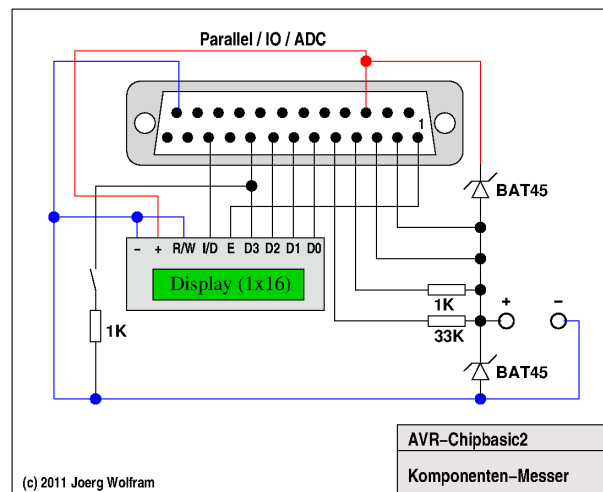 Parallel / IO / ADC
1
BAT45
− + R/W I/D E D3 D2 D1 D0
Display (1x16)
1K
+ −
1K
33K
BAT45
AVR−Chipbasic2
Komponenten−Messer
(c) 2011 Joerg Wolfram